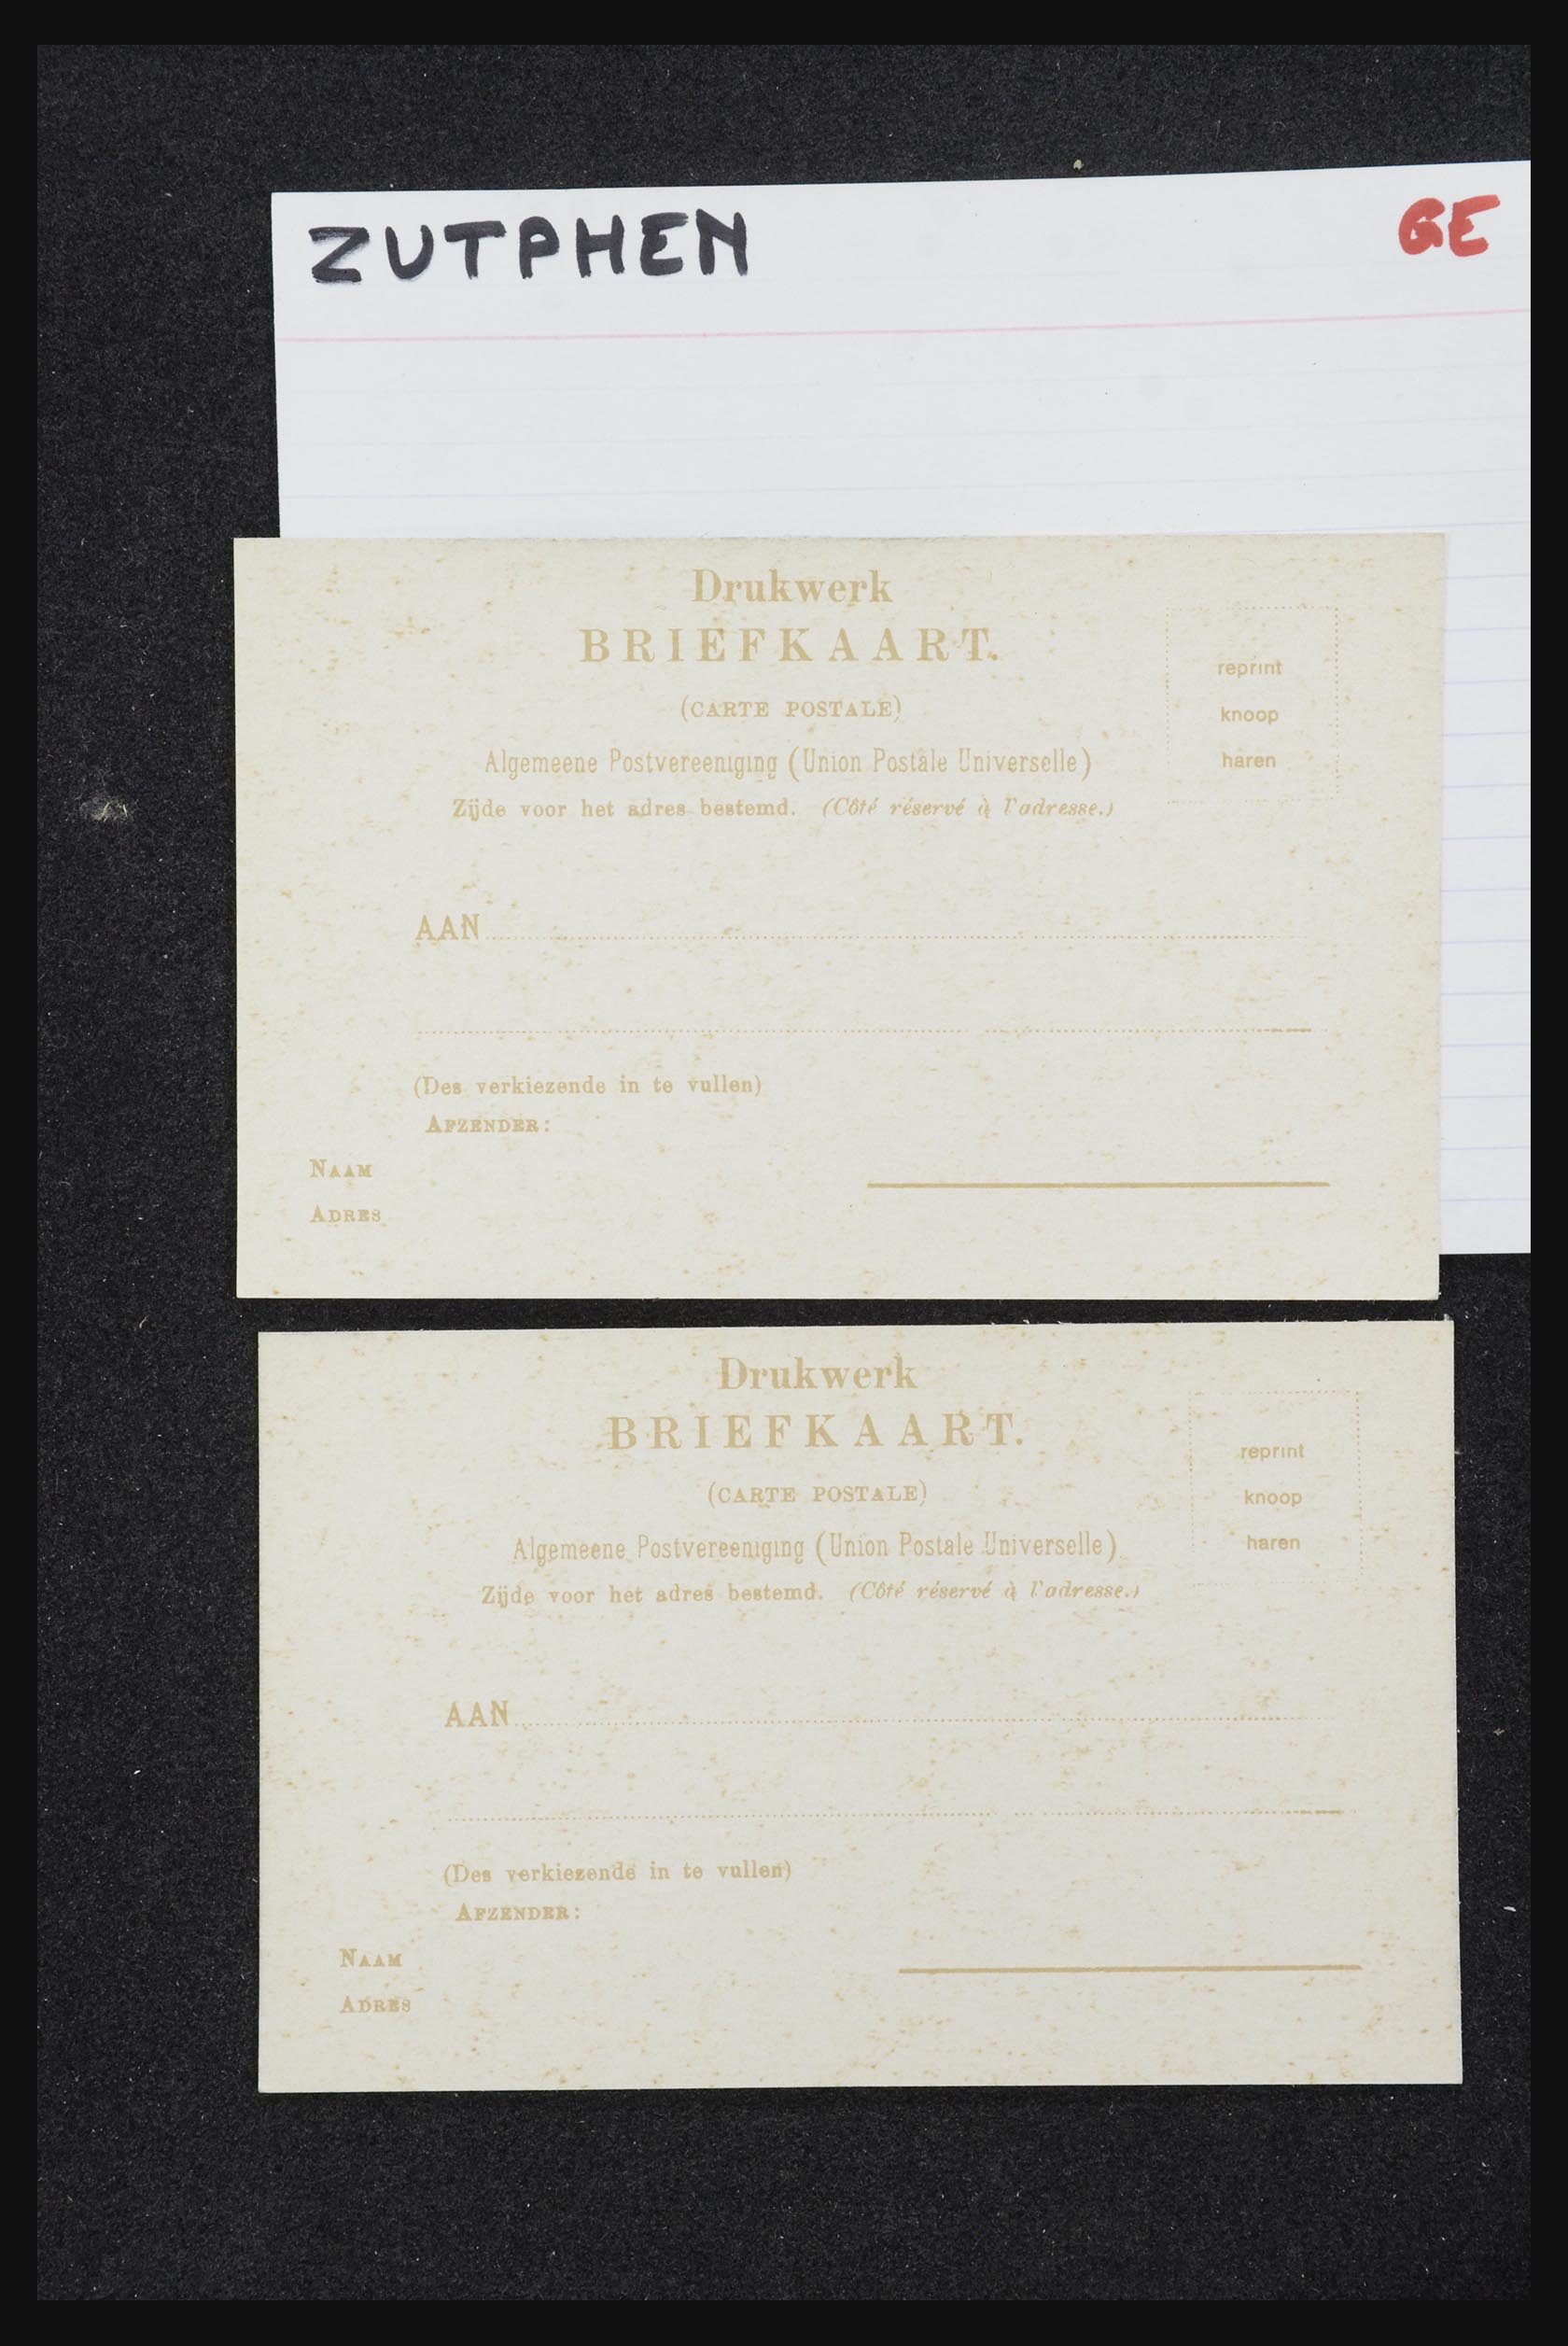 ZUTPHEN GE
Drukwerk
BRIEFKAART.
(CARTE POSTALE)
Algemeene Postvereeniging (Union Postale Universelle)
Zijde voor het adres bestemd. (Côté réservé à l'adresse.)
reprint
knoop
haren
AAN
(Des verkiezende in te vullen)
AFZENDER:
NAAM
ADRES
Drukwerk
BRIEFKAART.
(CARTE POSTALE)
Algemeene Postvereeniging (Union Postale Universelle)
Zijde voor het adres bestemd. (Côté réservé à l'adresse.)
reprint
knoop
haren
AAN
(Des verkiezende in te vullen)
AFZENDER:
NAAM
ADRES